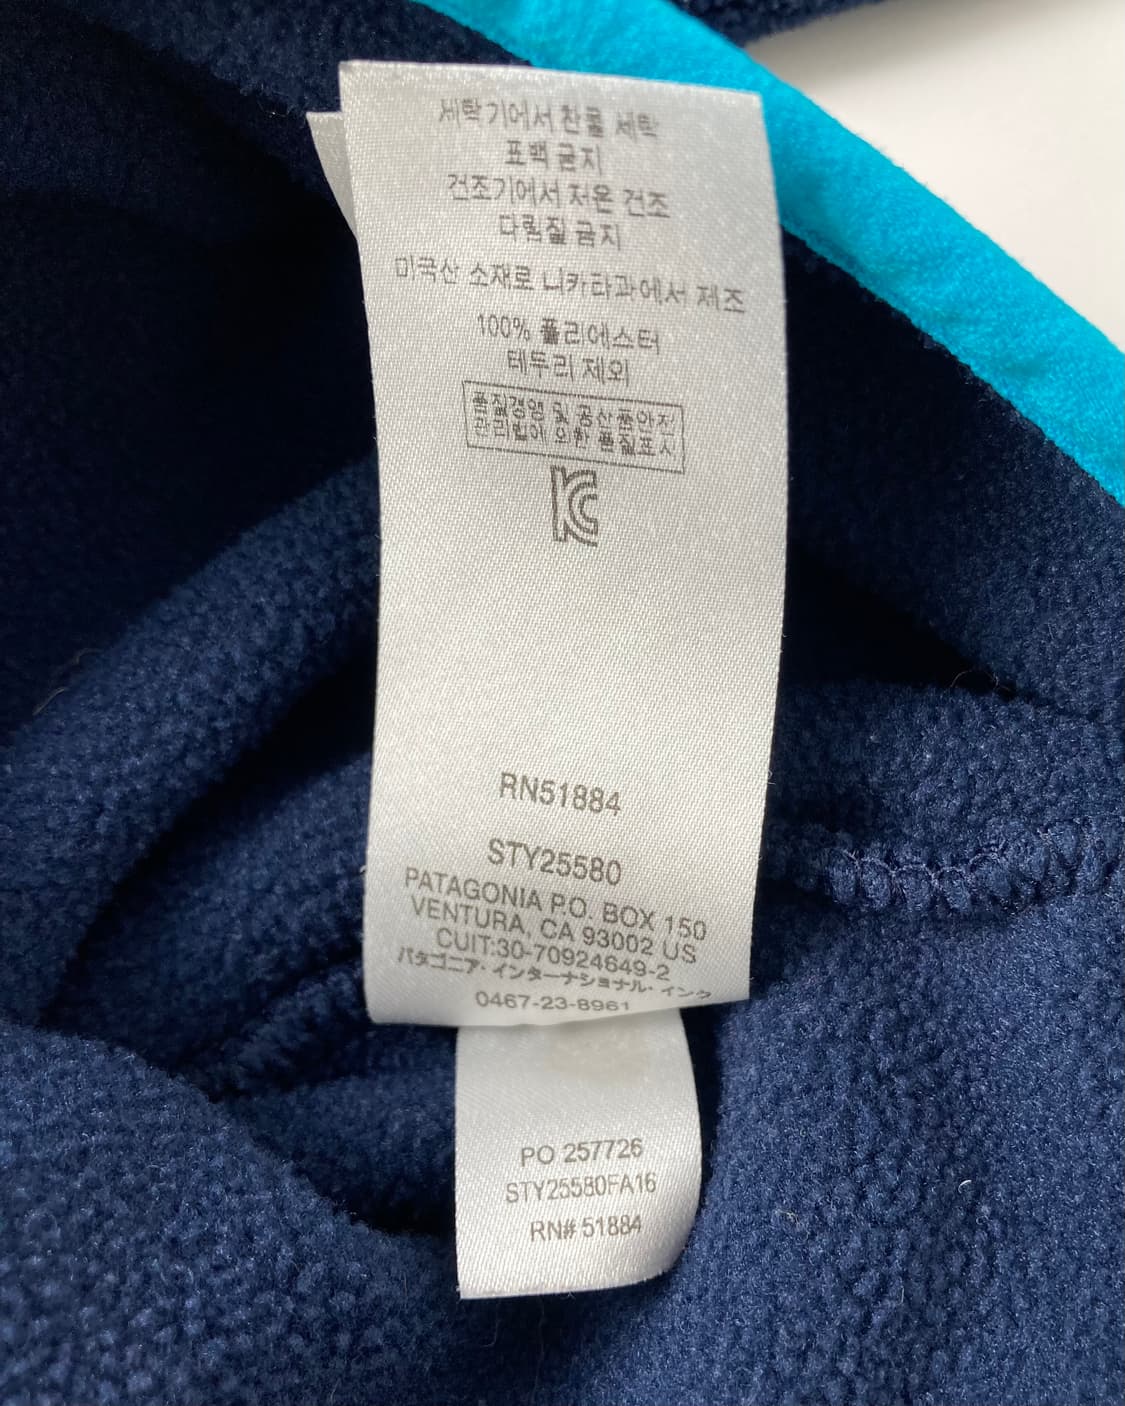 세탁기에서 찬물 세탁
표백 금지
건조기에서 저온 건조
다림질 금지
미국산 소재로 니카라과에서 제조
100% 폴리에스터
테두리 제외
품질경영 및 공산품안전
관리법에 의한 품질표시
KC
RN51884
STY25580
PATAGONIA P.O. BOX 150
VENTURA, CA 93002 US
CUIT:30-70924649-2
パタゴニア・インターナショナル・インク
0467-23-8961
PO 257726
STY25580FA16
RN# 51884